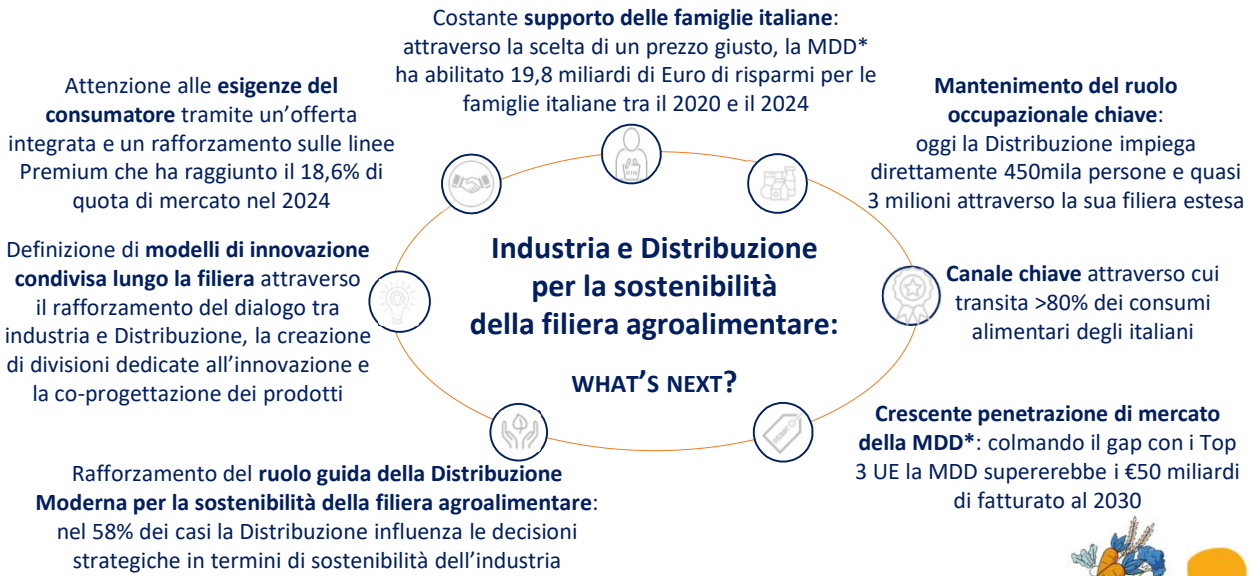 Costante supporto delle famiglie italiane:
attraverso la scelta di un prezzo giusto, la MDD*
ha abilitato 19,8 miliardi di Euro di risparmi per le
famiglie italiane tra il 2020 e il 2024
Attenzione alle esigenze del
consumatore tramite un'offerta
integrata e un rafforzamento sulle linee
Premium che ha raggiunto il 18,6% di
quota di mercato nel 2024
Mantenimento del ruolo
occupazionale chiave:
oggi la Distribuzione impiega
direttamente 450mila persone e quasi
3 milioni attraverso la sua filiera estesa
Definizione di modelli di innovazione
condivisa lungo la filiera attraverso
il rafforzamento del dialogo tra
industria e Distribuzione, la creazione
di divisioni dedicate all'innovazione e
la co-progettazione dei prodotti
Industria e Distribuzione
per la sostenibilità
della filiera agroalimentare:
WHAT'S NEXT?
Canale chiave attraverso cui
transita >80% dei consumi
alimentari degli italiani
Crescente penetrazione di mercato
della MDD*: colmando il gap con i Top
3 UE la MDD supererebbe i €50 miliardi
di fatturato al 2030
Rafforzamento del ruolo guida della Distribuzione
Moderna per la sostenibilità della filiera agroalimentare:
nel 58% dei casi la Distribuzione influenza le decisioni
strategiche in termini di sostenibilità dell'industria